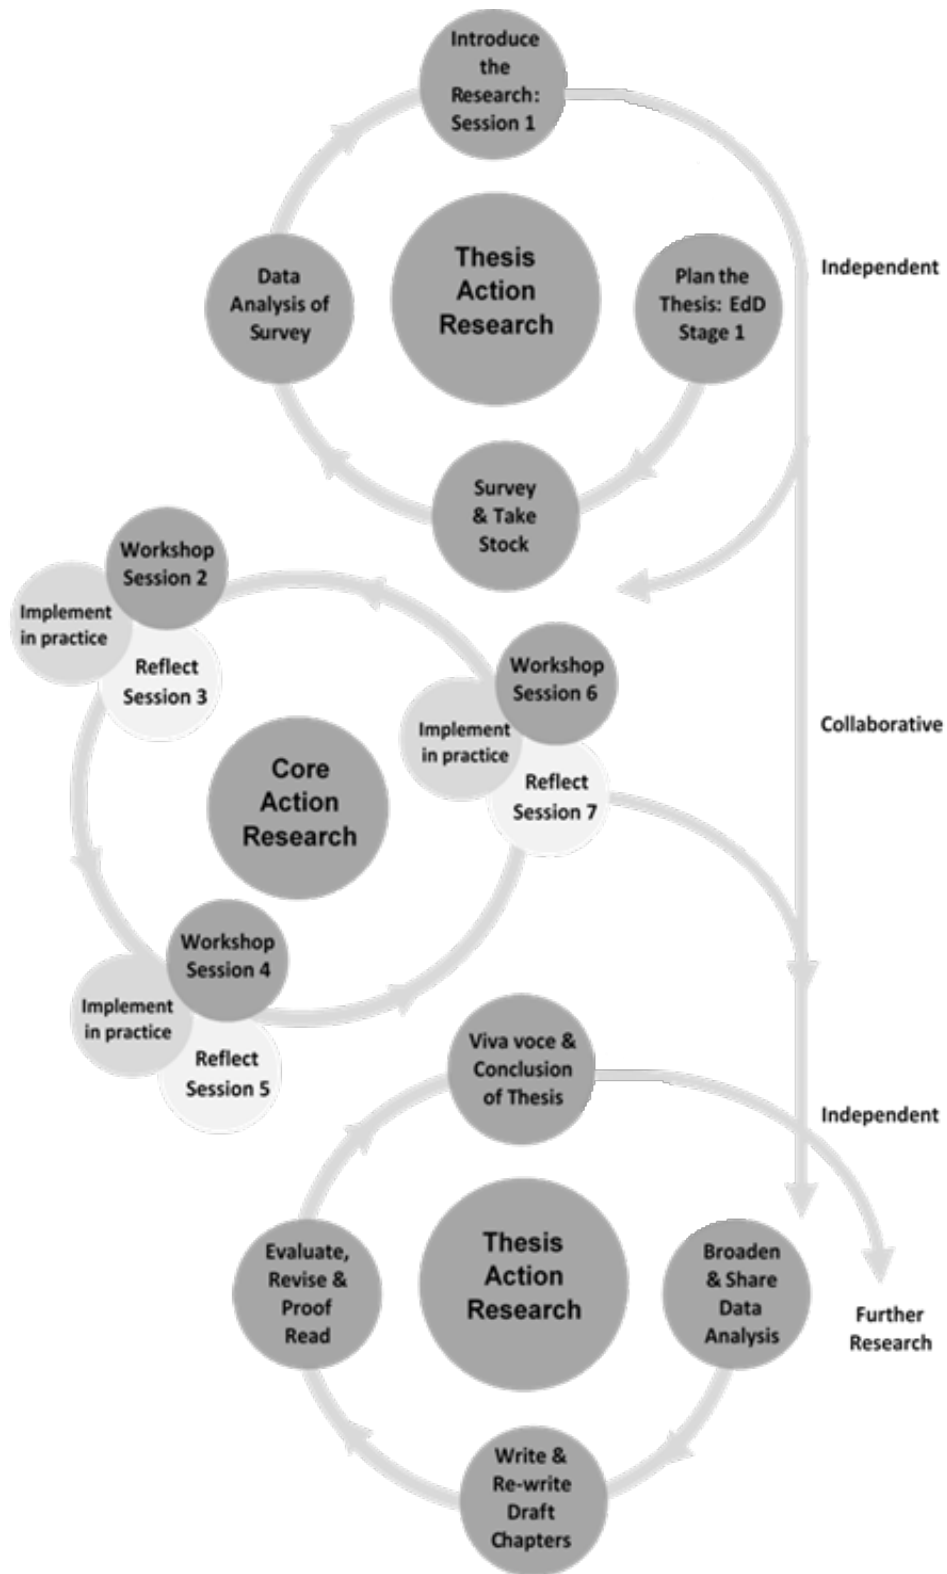 Introduce
the
Research:
Session 1
Thesis
Action
Research
Independent
Data
Analysis of
Survey
Plan the
Thesis: EdD
Stage 1
Survey
& Take
Stock
Workshop
Session 2
Implement
in practice
Reflect
Session 3
Workshop
Session 6
Implement
in practice
Reflect
Session 7
Collaborative
Core
Action
Research
Workshop
Session 4
Implement
in practice
Reflect
Session 5
Viva voce &
Conclusion
of Thesis
Independent
Thesis
Action
Research
Evaluate,
Revise &
Proof
Read
Broaden
& Share
Data
Analysis
Further
Research
Write &
Re-write
Draft
Chapters